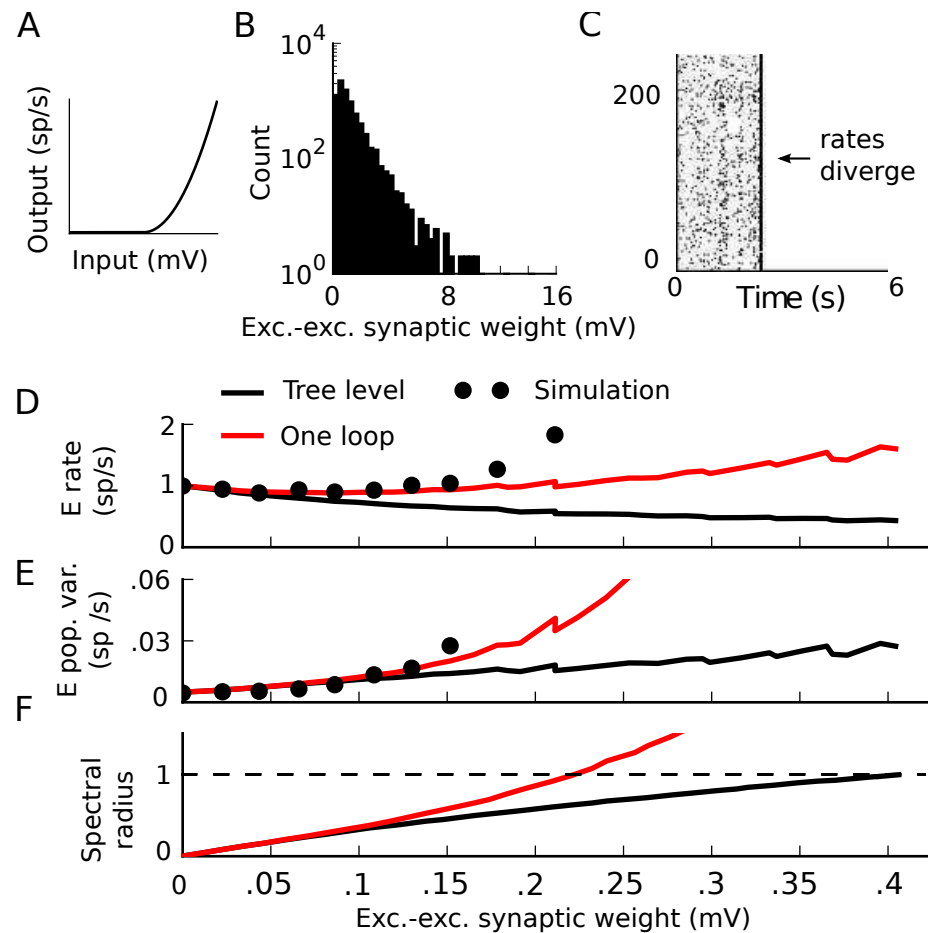 A
Output (sp/s)
Input (mV)
B
10^4
10^2
10^0
Count
0 8 16
Exc.-exc. synaptic weight (mV)
C
200
0
0 6
Time (s)
rates
diverge
Tree level
Simulation
One loop
D
E rate
(sp/s)
2
1
0
E
E pop. var.
(sp /s)
.06
.03
0
F
Spectral
radius
1
0
0 .05 .1 .15 .2 .25 .3 .35 .4
Exc.-exc. synaptic weight (mV)